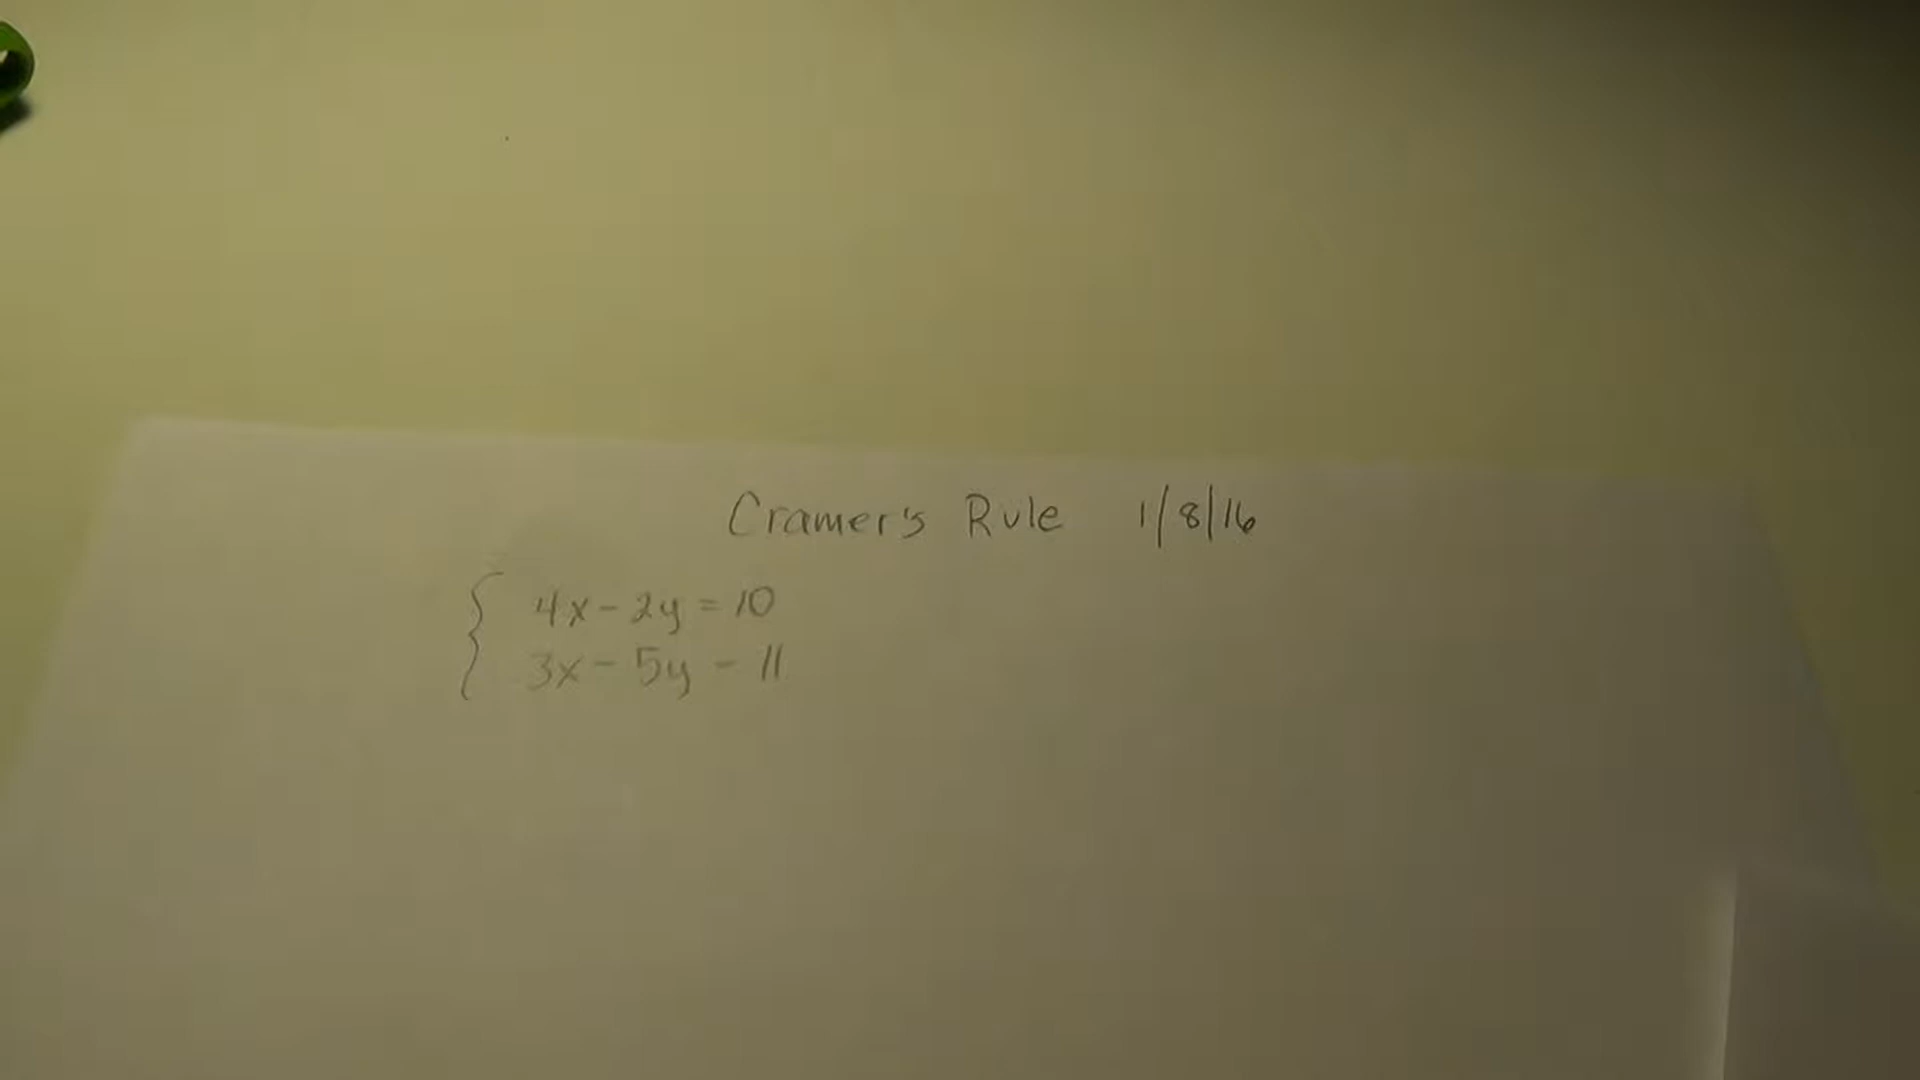 Cramer's Rule 1/8/16
4x - 2y = 10
3x - 5y - 11